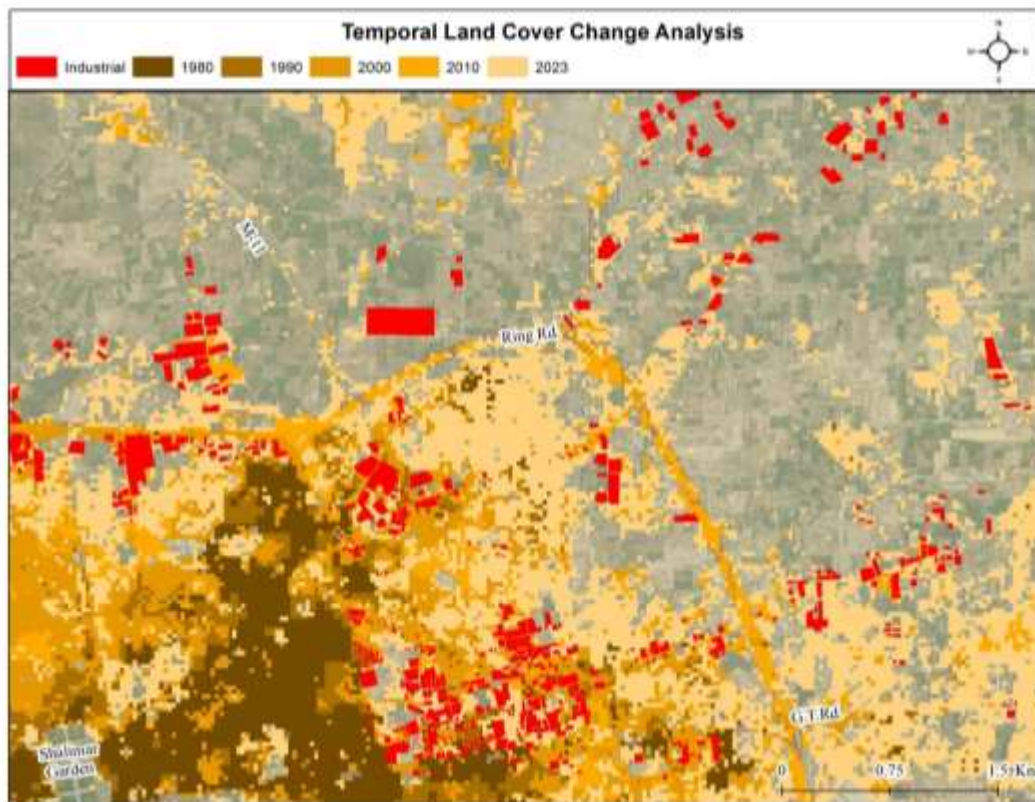 Temporal Land Cover Change Analysis
Industrial 1980 1990 2000 2010 2023
N
M-11
Ring Rd.
G.T.Rd.
Shalimar
Garden
0 0.75 1.5 Km